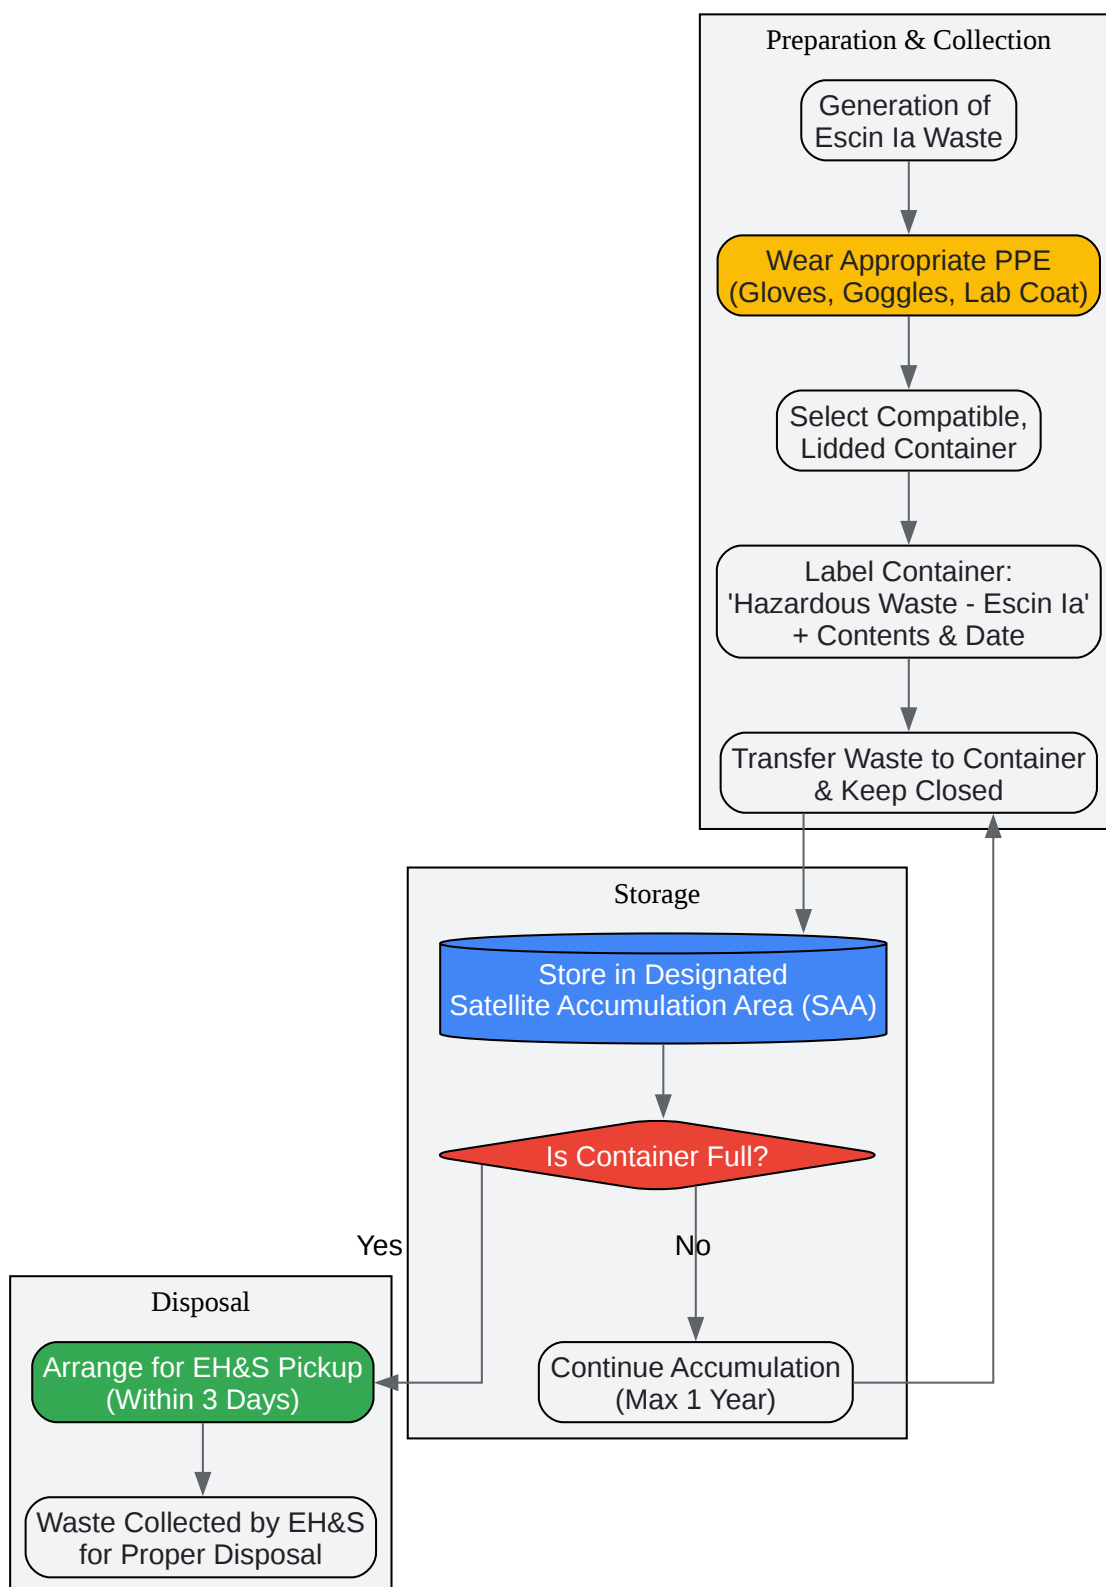 Preparation & Collection
Generation of
Escin Ia Waste
Wear Appropriate PPE
(Gloves, Goggles, Lab Coat)
Select Compatible,
Lidded Container
Label Container:
'Hazardous Waste - Escin Ia'
+ Contents & Date
Transfer Waste to Container
& Keep Closed
Storage
Store in Designated
Satellite Accumulation Area (SAA)
Is Container Full?
Yes
No
Disposal
Arrange for EH&S Pickup
(Within 3 Days)
Continue Accumulation
(Max 1 Year)
Waste Collected by EH&S
for Proper Disposal